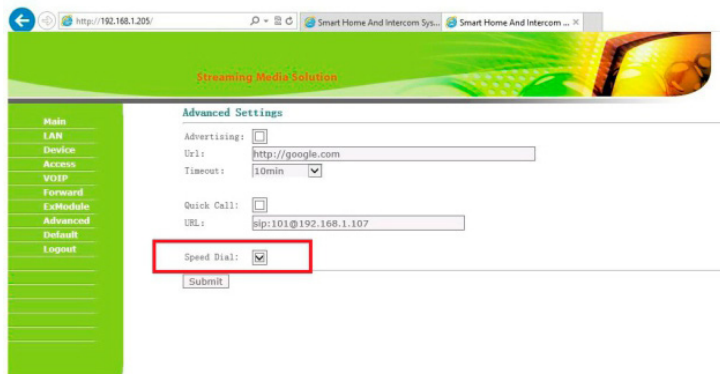 http://192.168.1.205/
Smart Home And Intercom Sys...
Smart Home And Intercom ... ×
Streaming Media Solution
Main
LAN
Device
Access
VOIP
Forward
ExModule
Advanced
Default
Logout
Advanced Settings
Advertising:
Url: http://google.com
Timeout: 10min
Quick Call:
URL: sip:101@192.168.1.107
Speed Dial:
Submit